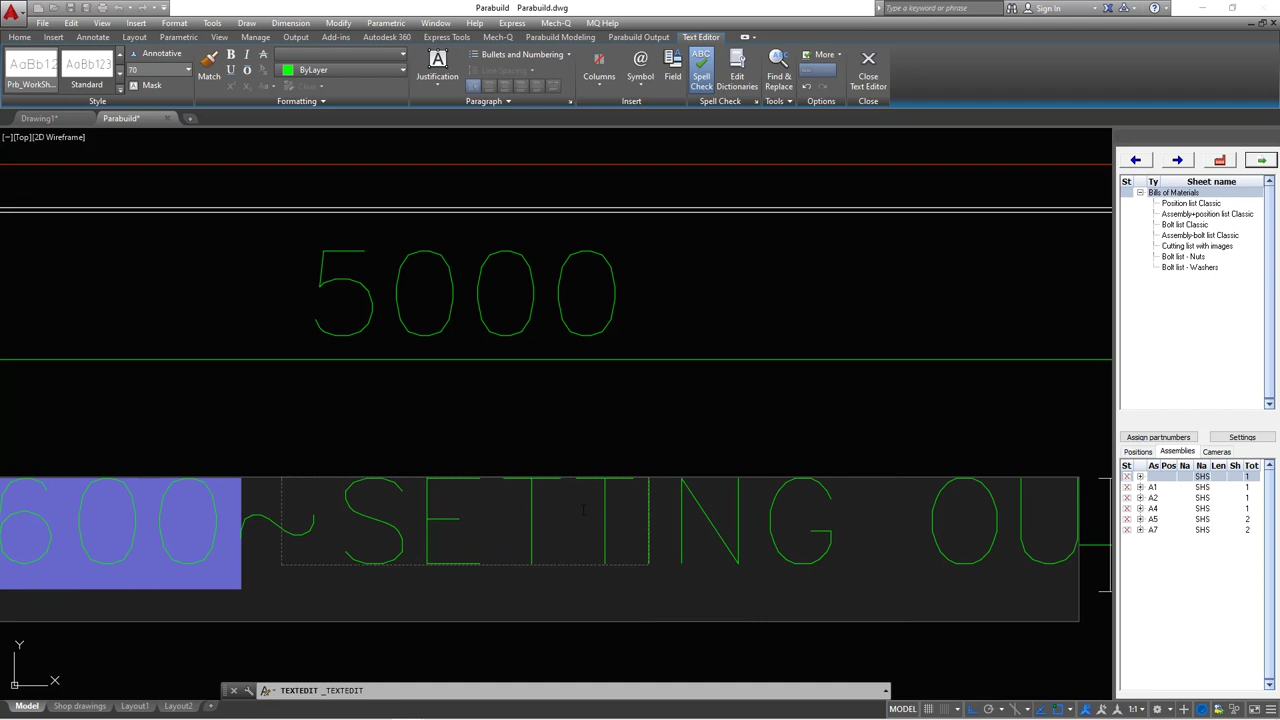 Parabuild Parabuild.dwg
Type a keyword or phrase
Sign In
File Edit View Insert Format Tools Draw Dimension Modify Parametric Window Help Express Mech-Q MQ Help
Home Insert Annotate Layout Parametric View Manage Output Add-ins Autodesk 360 Express Tools Mech-Q Parabuild Modeling Parabuild Output Text Editor
AaBb12 AaBb123
Prb_WorkSh... Standard
Annotative
70
Mask
Style
Match
B I A
U O
ByLayer
Clear
Formatting
A
Justification
Bullets and Numbering
Line Spacing
Paragraph
Columns
@
Symbol
Field
Insert
ABC
Spell
Check
Edit
Dictionaries
Spell Check
Find &
Replace
Tools
More
Options
Close
Text Editor
Close
Drawing1*
Parabuild*
[−][Top][2D Wireframe]
5000
600~ SETTING OU
Y
X
TEXTEDIT _TEXTEDIT
Model Shop drawings Layout1 Layout2
MODEL
1:1
St Ty Sheet name
Bills of Materials
Position list Classic
Assembly+position list Classic
Bolt list Classic
Assembly-bolt list Classic
Cutting list with images
Bolt list - Nuts
Bolt list - Washers
Assign partnumbers Settings
Positions Assemblies Cameras
St As Pos Na Na Len Sh Tot
SHS 1
A1 SHS 1
A2 SHS 1
A4 SHS 1
A5 SHS 2
A7 SHS 2